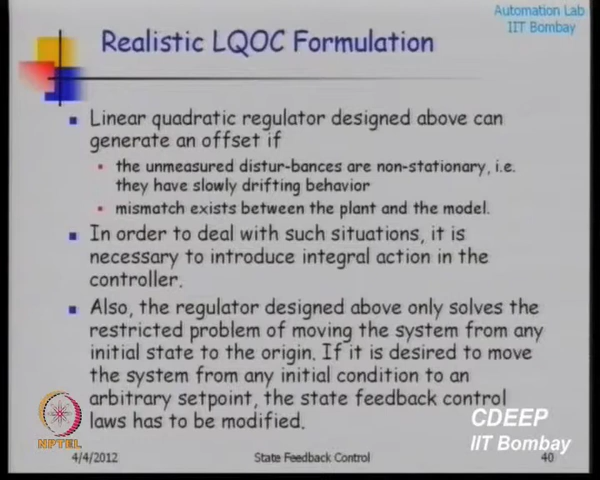 Automation Lab
IIT Bombay
Realistic LQOC Formulation
Linear quadratic regulator designed above can
generate an offset if
the unmeasured distur-bances are non-stationary, i.e.
they have slowly drifting behavior
mismatch exists between the plant and the model.
In order to deal with such situations, it is
necessary to introduce integral action in the
controller.
Also, the regulator designed above only solves the
restricted problem of moving the system from any
initial state to the origin. If it is desired to move
the system from any initial condition to an
arbitrary setpoint, the state feedback control
laws has to be modified.
NPTEL
CDEEP
IIT Bombay
4/4/2012
State Feedback Control
40